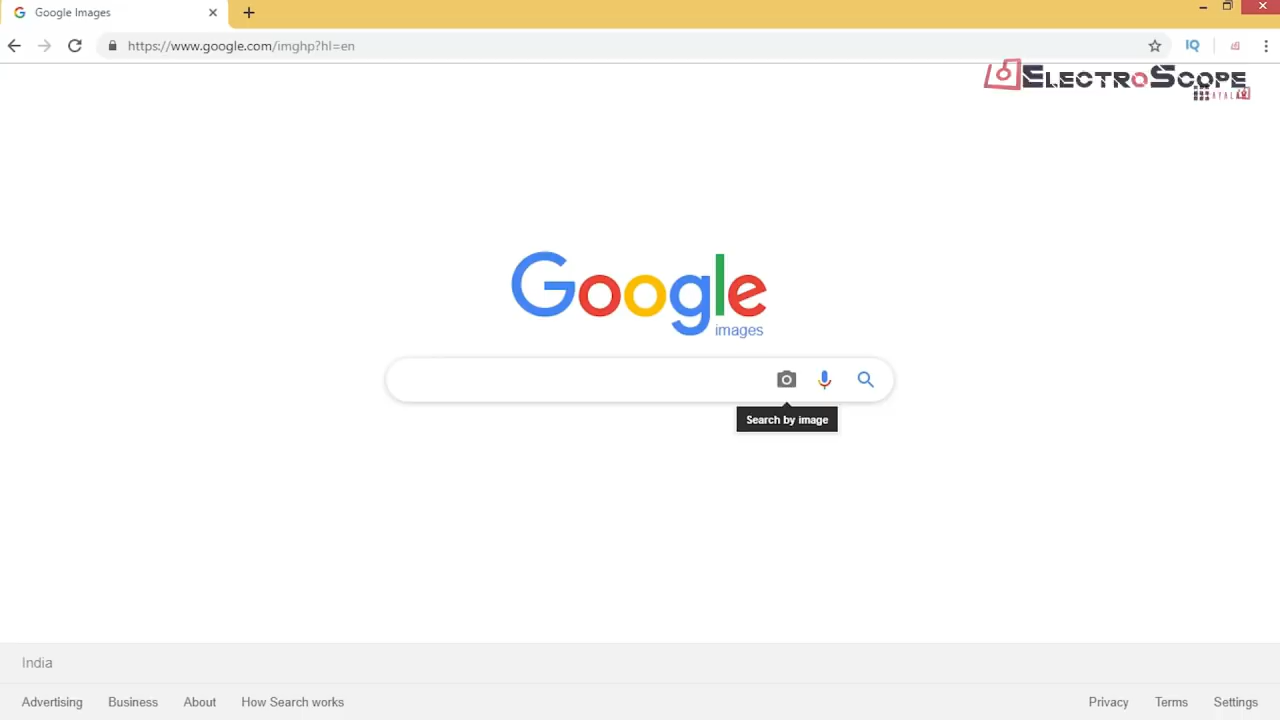 Google Images
https://www.google.com/imghp?hl=en
IQ
ELECTROSCOPE
Google
images
Search by image
India
Advertising Business About How Search works Privacy Terms Settings